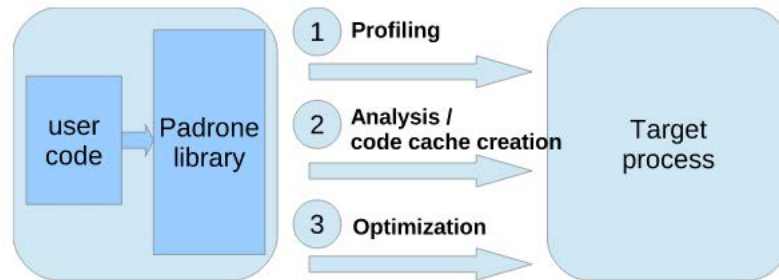 user
code
Padrone
library
1
Profiling
2
Analysis /
code cache creation
3
Optimization
Target
process